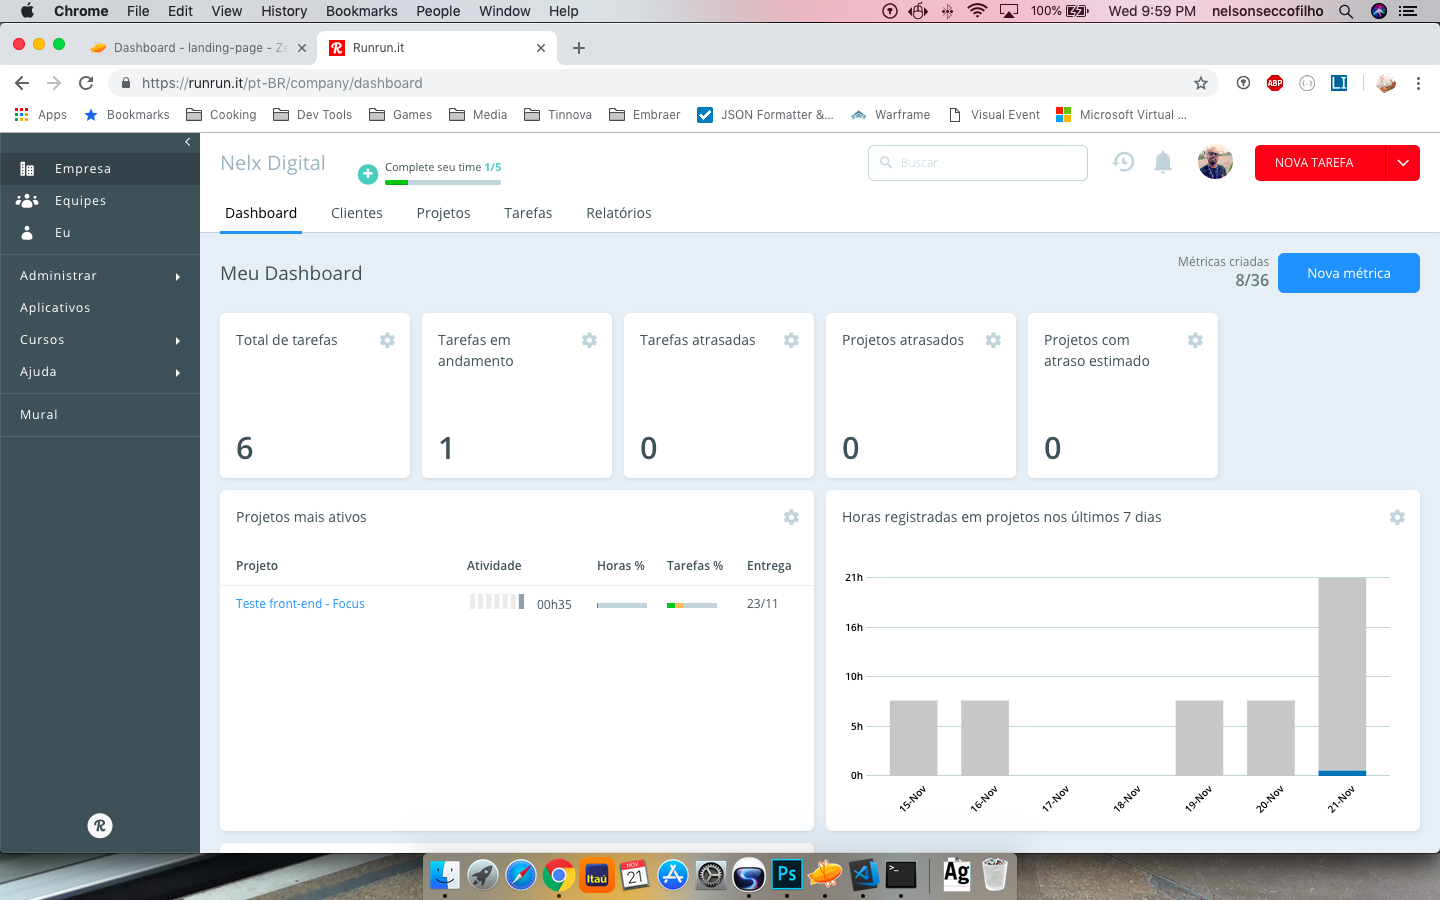 Chrome File Edit View History Bookmarks People Window Help 100% Wed 9:59 PM nelsonseccofilho
Dashboard - landing-page - Ze
Runrun.it
https://runrun.it/pt-BR/company/dashboard
ABP
LI
Apps Bookmarks Cooking Dev Tools Games Media Tinnova Embraer JSON Formatter &... Warframe Visual Event Microsoft Virtual ...
Empresa
Equipes
Eu
Administrar
Aplicativos
Cursos
Ajuda
Mural
Nelx Digital
Complete seu time 1/5
Buscar
NOVA TAREFA
Dashboard Clientes Projetos Tarefas Relatórios
Meu Dashboard
Métricas criadas
8/36
Nova métrica
Total de tarefas
6
Tarefas em
andamento
1
Tarefas atrasadas
0
Projetos atrasados
0
Projetos com
atraso estimado
0
Projetos mais ativos
Projeto Atividade Horas % Tarefas % Entrega
Teste front-end - Focus 00h35 23/11
Horas registradas em projetos nos últimos 7 dias
21h
16h
10h
5h
0h
15-Nov 16-Nov 17-Nov 18-Nov 19-Nov 20-Nov 21-Nov
R
Itaú
NOV
21
S
Ps
>_
Ag